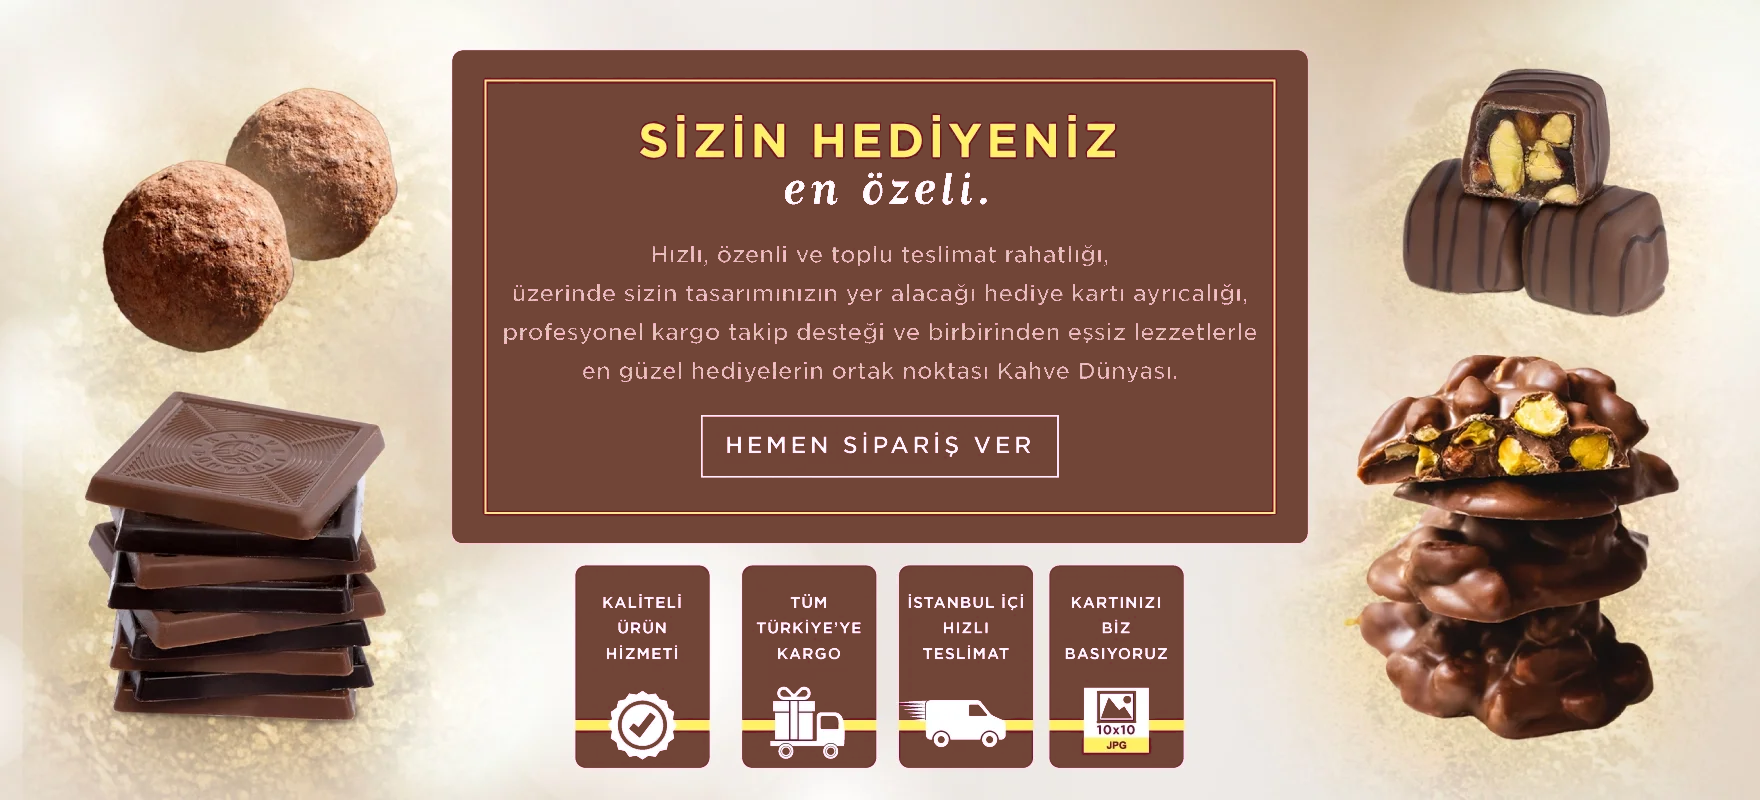 SİZİN HEDİYENİZ
en özeli.
Hızlı, özenli ve toplu teslimat rahatlığı,
üzerinde sizin tasarımınızın yer alacağı hediye kartı ayrıcalığı,
profesyonel kargo takip desteği ve birbirinden eşsiz lezzetlerle
en güzel hediyelerin ortak noktası Kahve Dünyası.
HEMEN SİPARİŞ VER
KALİTELİ
ÜRÜN
HİZMETİ
TÜM
TÜRKİYE'YE
KARGO
İSTANBUL İÇİ
HIZLI
TESLİMAT
KARTINIZI
BİZ
BASIYORUZ
10x10
JPG